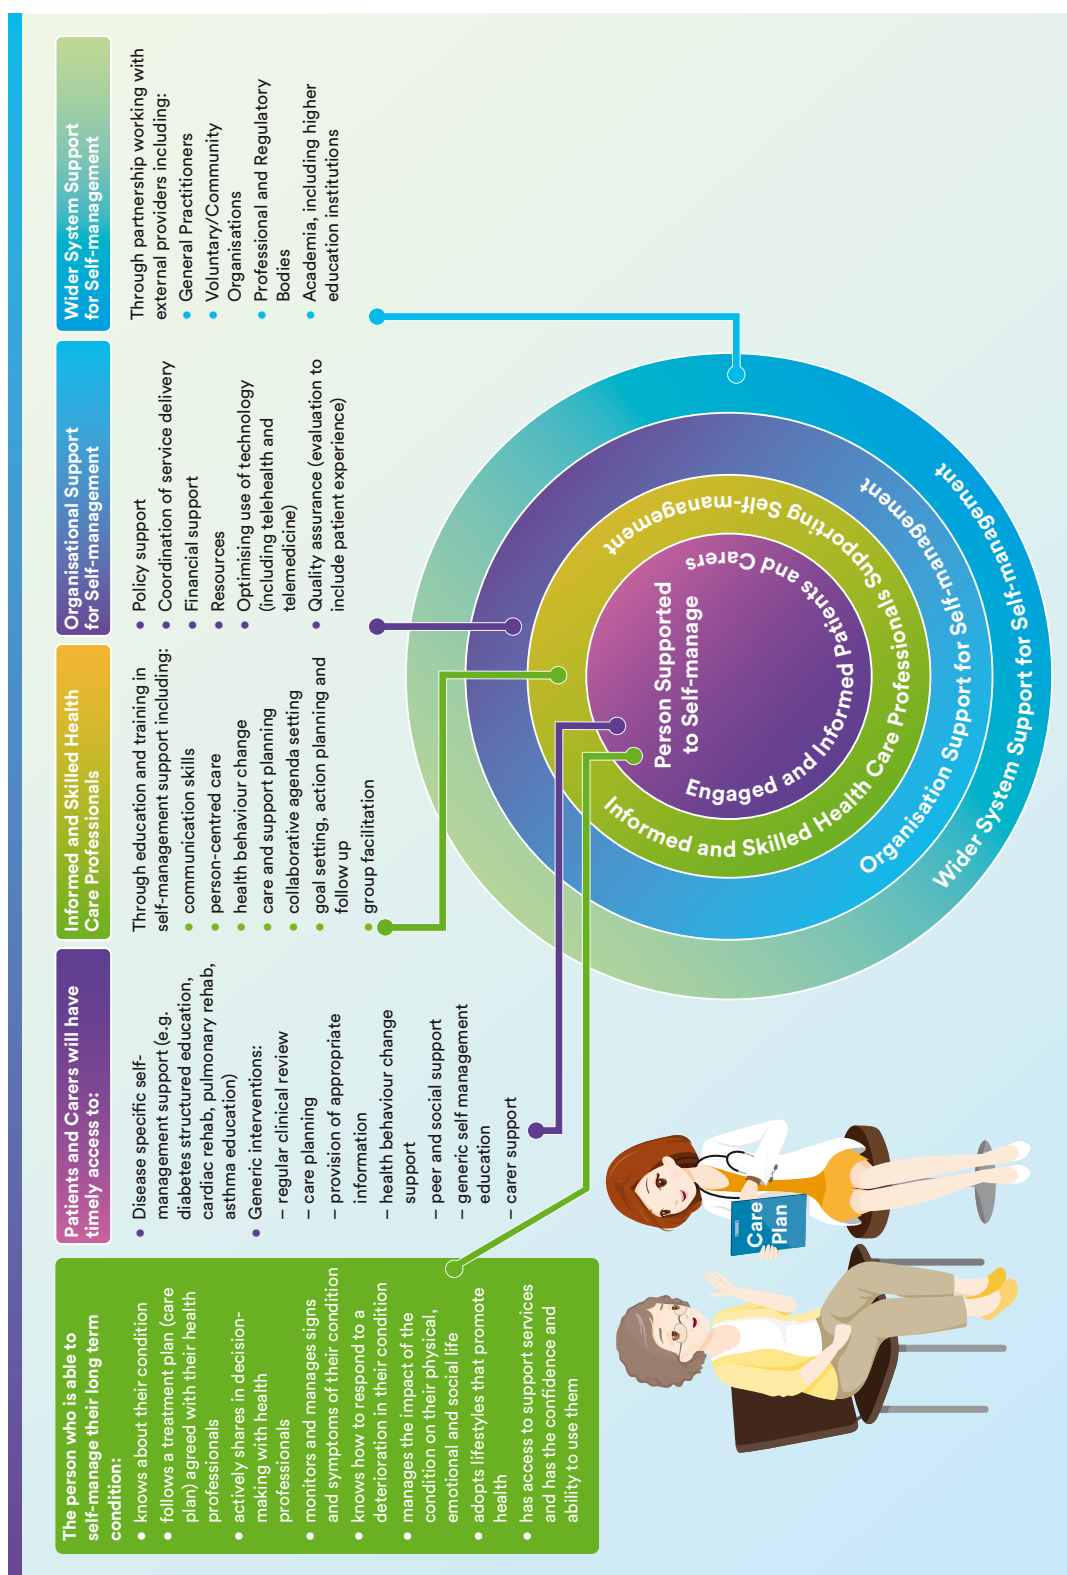 The person who is able to
self-manage their long term
condition:
• knows about their condition
• follows a treatment plan (care
plan) agreed with their health
professionals
• actively shares in decision-
making with health
professionals
• monitors and manages signs
and symptoms of their condition
• knows how to respond to a
deterioration in their condition
• manages the impact of the
condition on their physical,
emotional and social life
• adopts lifestyles that promote
health
• has access to support services
and has the confidence and
ability to use them
Patients and Carers will have
timely access to:
• Disease specific self-
management support (e.g.
diabetes structured education,
cardiac rehab, pulmonary rehab,
asthma education)
• Generic interventions:
– regular clinical review
– care planning
– provision of appropriate
information
– health behaviour change
support
– peer and social support
– generic self management
education
– carer support
Informed and Skilled Health
Care Professionals
Through education and training in
self-management support including:
• communication skills
• person-centred care
• health behaviour change
• care and support planning
• collaborative agenda setting
• goal setting, action planning and
follow up
• group facilitation
Organisational Support
for Self-management
• Policy support
• Coordination of service delivery
• Financial support
• Resources
• Optimising use of technology
(including telehealth and
telemedicine)
• Quality assurance (evaluation to
include patient experience)
Wider System Support
for Self-management
Through partnership working with
external providers including:
• General Practitioners
• Voluntary/Community
Organisations
• Professional and Regulatory
Bodies
• Academia, including higher
education institutions
Person Supported
to Self-manage
Engaged and Informed Patients and Carers
Informed and Skilled Health Care Professionals Supporting Self-management
Organisation Support for Self-management
Wider System Support for Self-management
Care
Plan